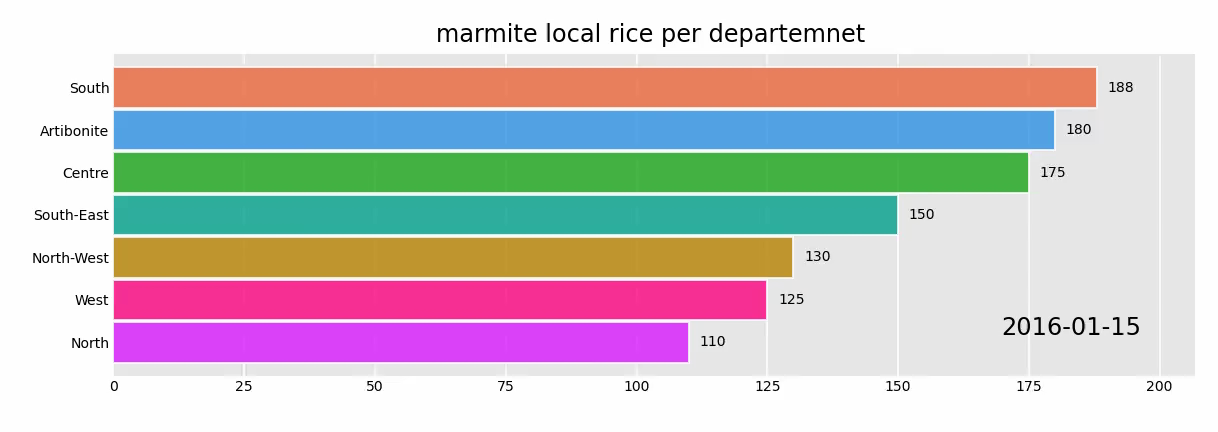 marmite local rice per departemnet
South 188
Artibonite 180
Centre 175
South-East 150
North-West 130
West 125
North 110
2016-01-15
0 25 50 75 100 125 150 175 200